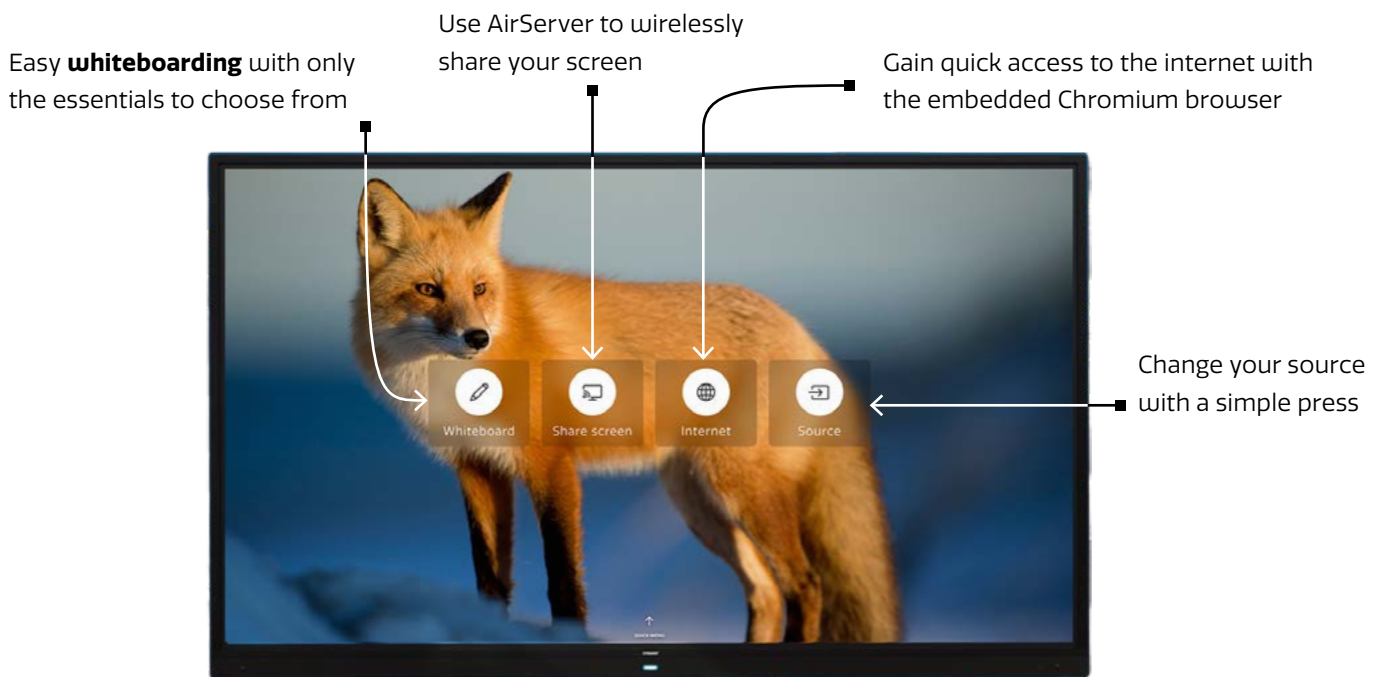 Use AirServer to wirelessly
share your screen
Easy whiteboarding with only
the essentials to choose from
Gain quick access to the internet with
the embedded Chromium browser
Change your source
with a simple press
Whiteboard
Share screen
Internet
Source
QUICK MENU